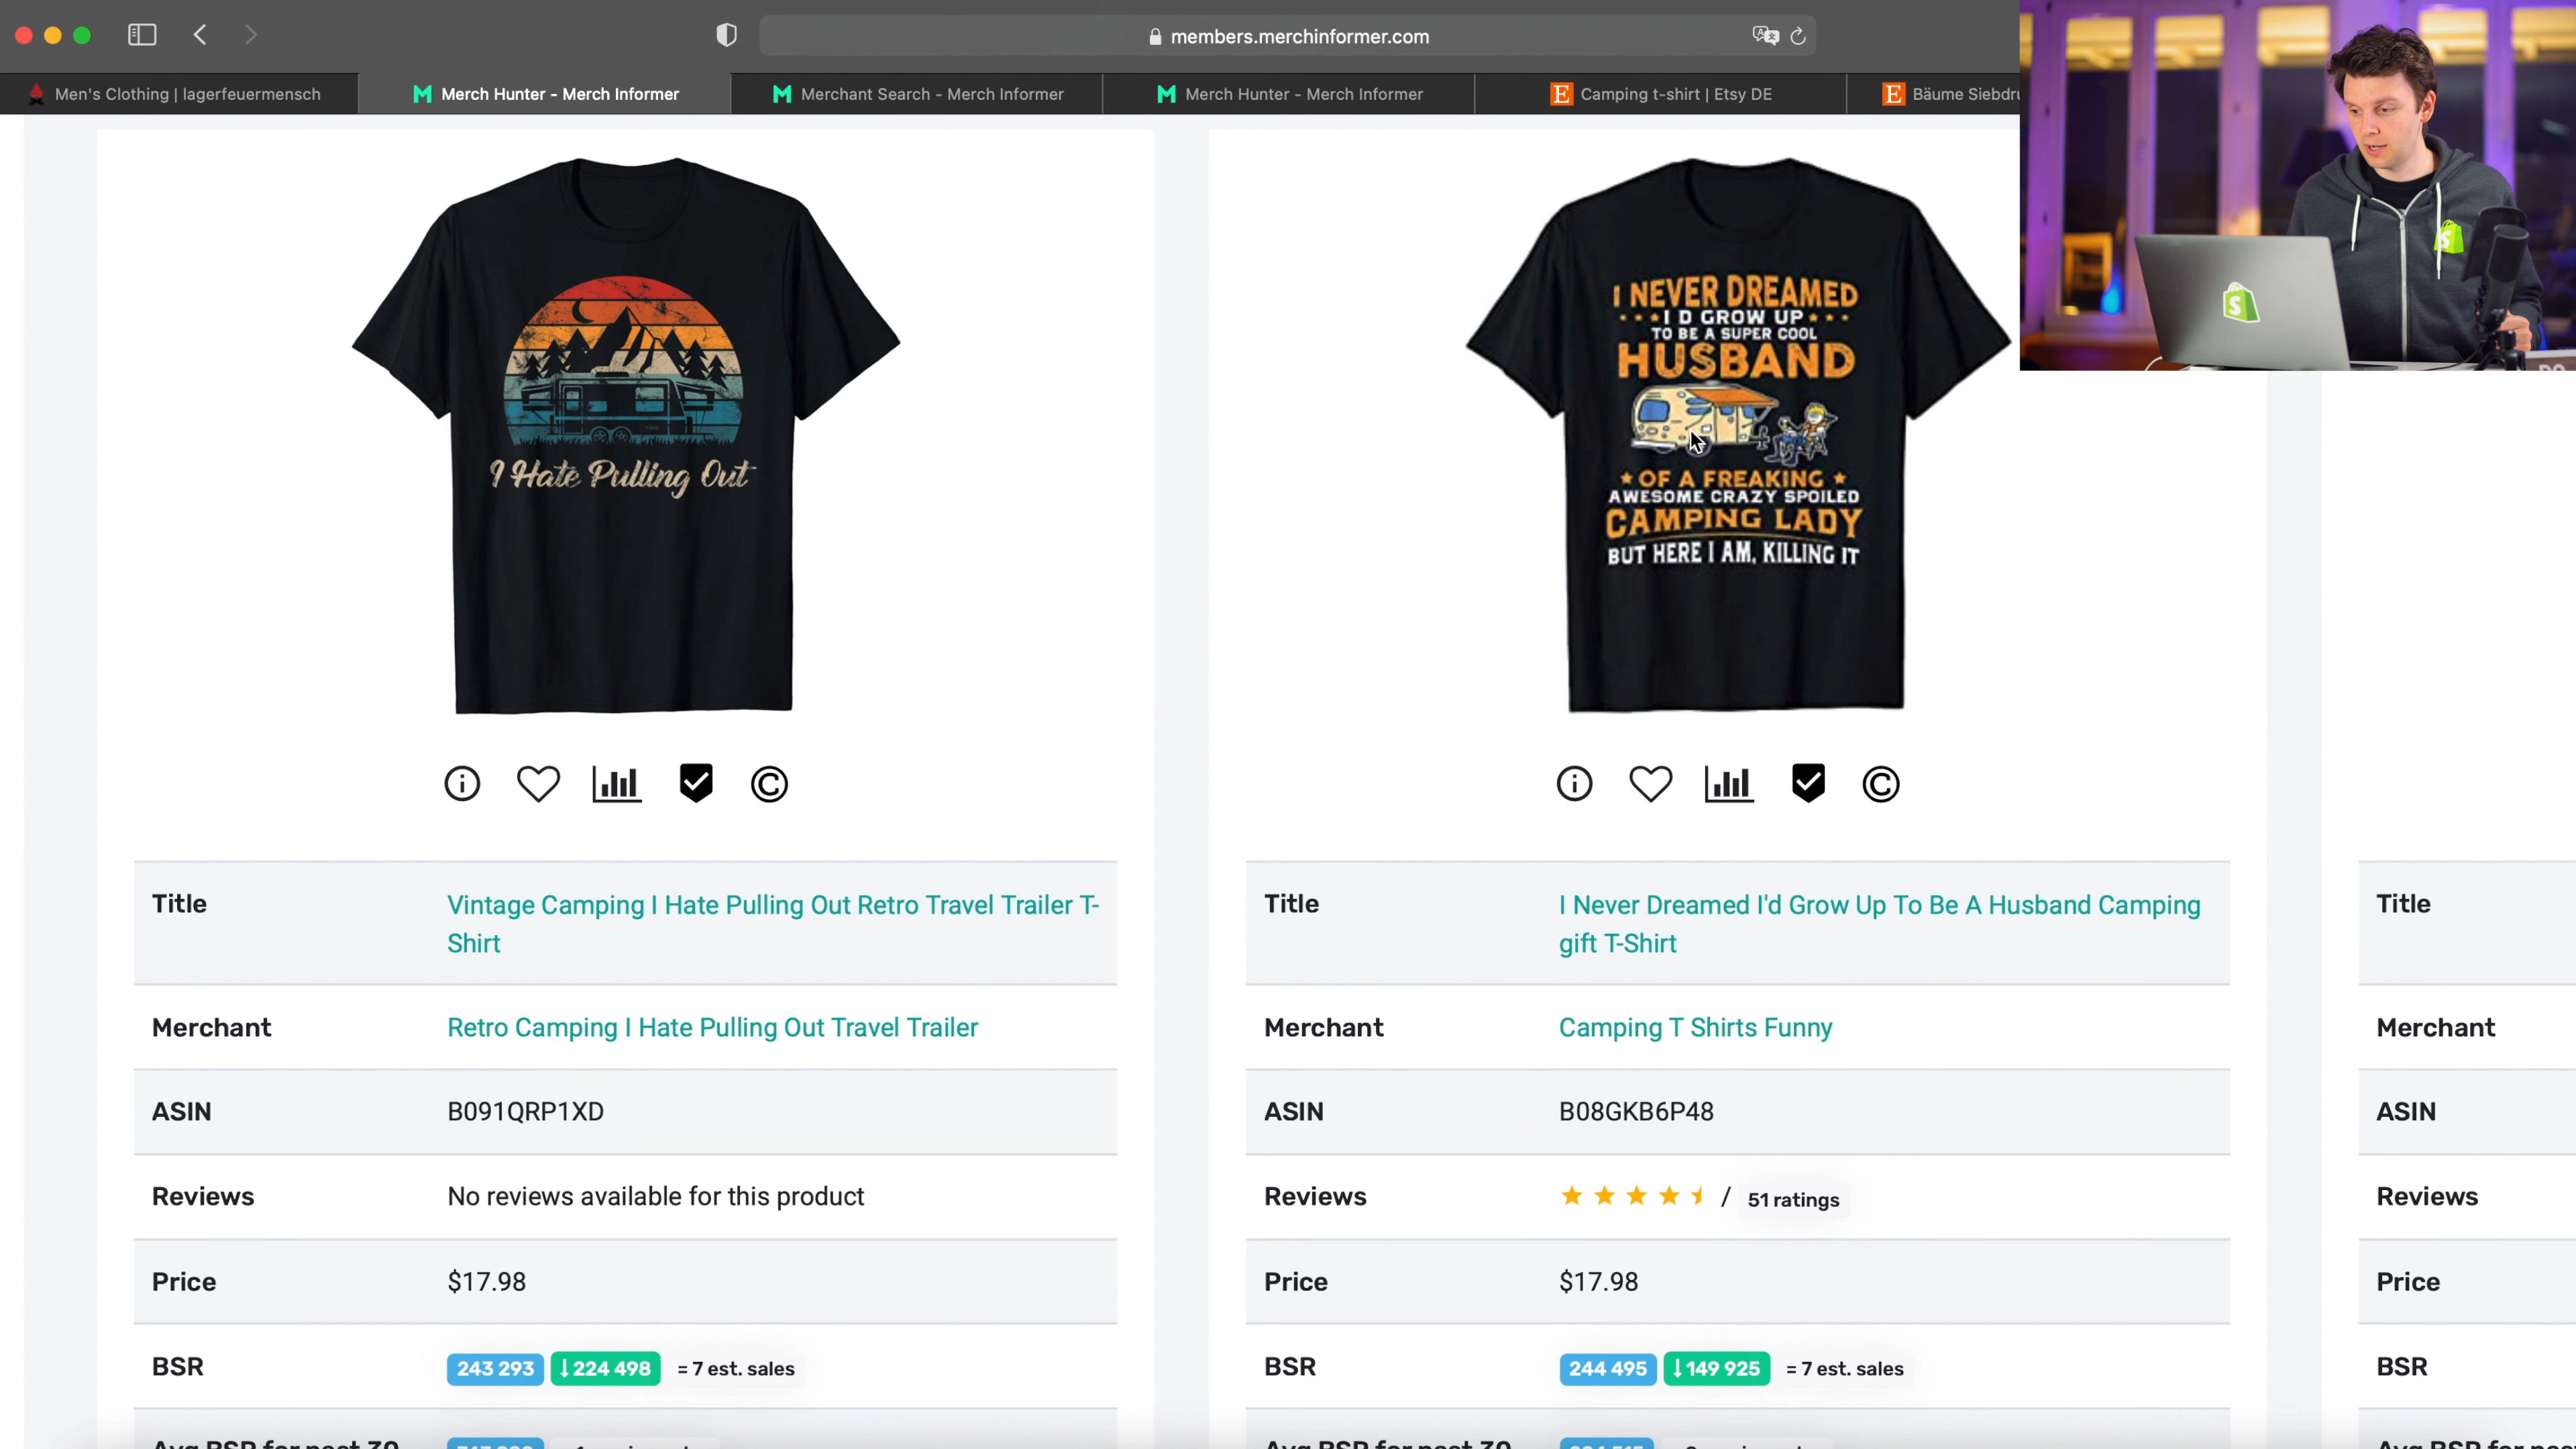 members.merchinformer.com
Men's Clothing | lagerfeuermensch
Merch Hunter - Merch Informer
Merchant Search - Merch Informer
Merch Hunter - Merch Informer
Camping t-shirt | Etsy DE
I Hate Pulling Out
I NEVER DREAMED
I D GROW UP
TO BE A SUPER COOL
HUSBAND
OF A FREAKING
AWESOME CRAZY SPOILED
CAMPING LADY
BUT HERE I AM, KILLING IT
Title
Vintage Camping I Hate Pulling Out Retro Travel Trailer T-
Shirt
Merchant
Retro Camping I Hate Pulling Out Travel Trailer
ASIN
B091QRP1XD
Reviews
No reviews available for this product
Price
$17.98
BSR
243 293 ↓224 498 = 7 est. sales
Title
I Never Dreamed I'd Grow Up To Be A Husband Camping
gift T-Shirt
Merchant
Camping T Shirts Funny
ASIN
B08GKB6P48
Reviews
/ 51 ratings
Price
$17.98
BSR
244 495 ↓149 925 = 7 est. sales
Title
Merchant
ASIN
Reviews
Price
BSR